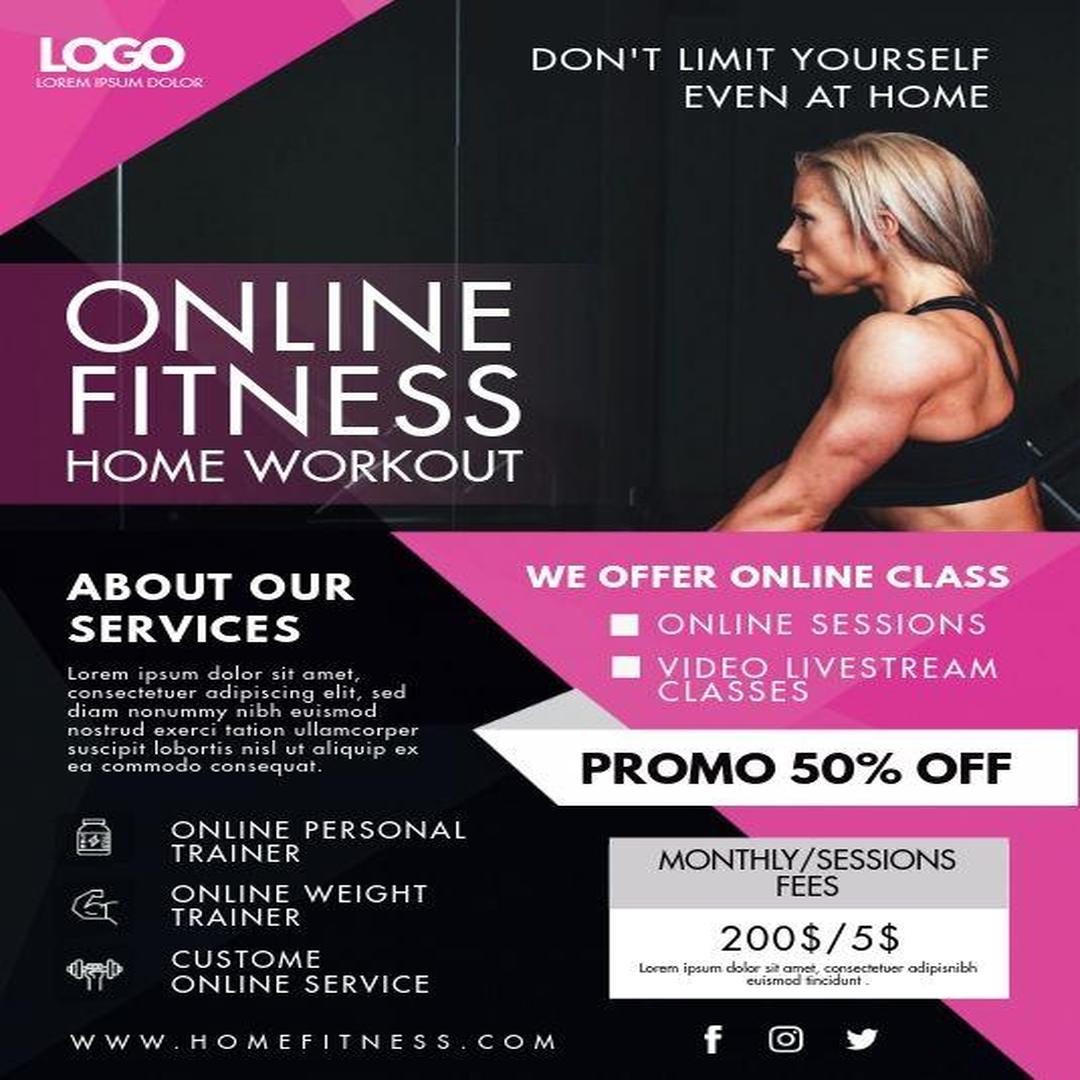 LOGO
LOREM IPSUM DOLOR
DON'T LIMIT YOURSELF
EVEN AT HOME
ONLINE
FITNESS
HOME WORKOUT
ABOUT OUR
SERVICES
Lorem ipsum dolor sit amet,
consectetuer adipiscing elit, sed
diam nonummy nibh euismod
nostrud exerci tation ullamcorper
suscipit lobortis nisl ut aliquip ex
ea commodo consequat.
ONLINE PERSONAL
TRAINER
ONLINE WEIGHT
TRAINER
CUSTOME
ONLINE SERVICE
WWW.HOMEFITNESS.COM
WE OFFER ONLINE CLASS
ONLINE SESSIONS
VIDEO LIVESTREAM
CLASSES
PROMO 50% OFF
MONTHLY/SESSIONS
FEES
200$/5$
Lorem ipsum dolor sit amet, consectetuer adipisnibh
euismod tincidunt .